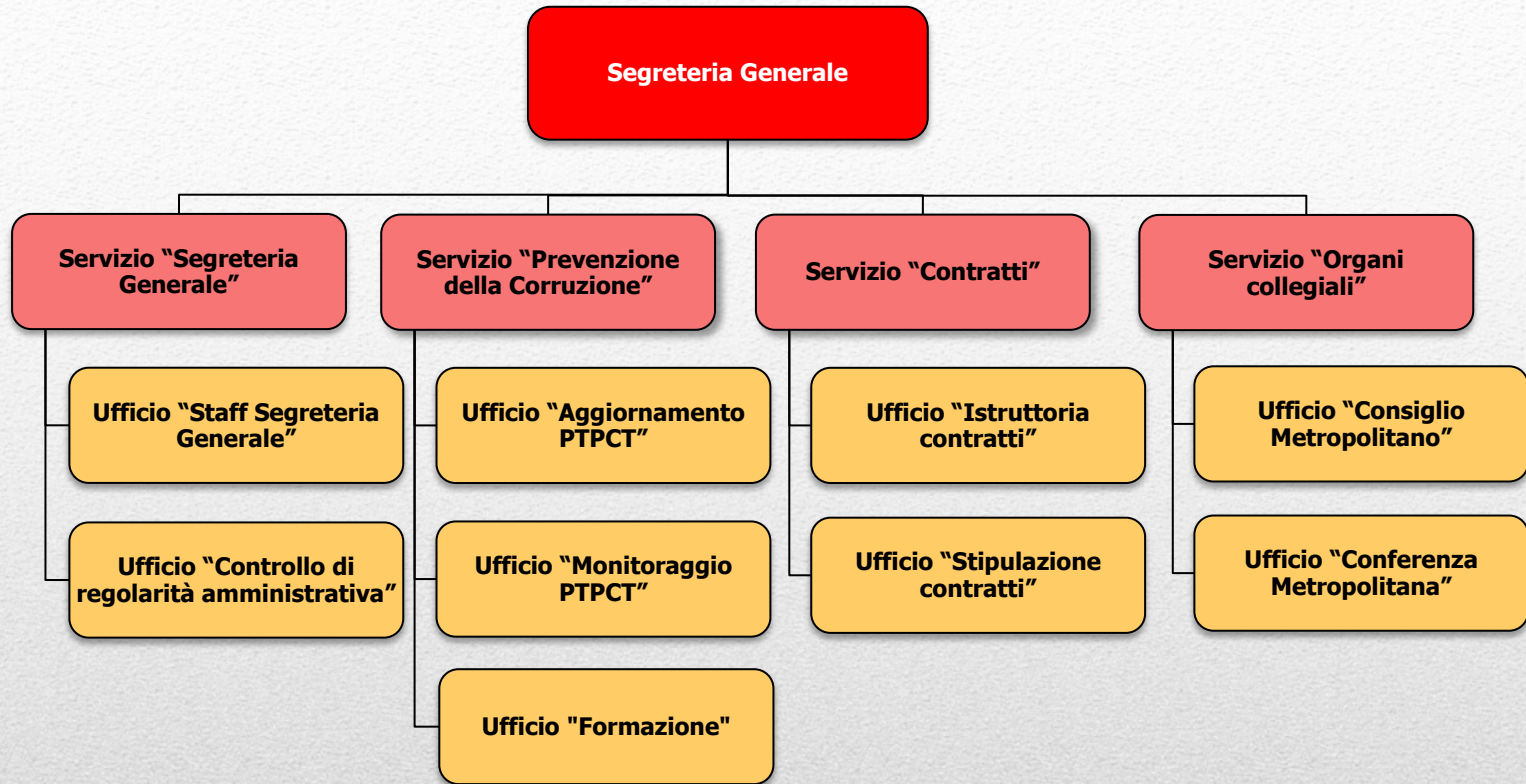 Segreteria Generale
Servizio “Segreteria
Generale”
Servizio “Prevenzione
della Corruzione”
Servizio “Contratti”
Servizio “Organi
collegiali”
Ufficio “Staff Segreteria
Generale”
Ufficio “Aggiornamento
PTPCT”
Ufficio “Istruttoria
contratti”
Ufficio “Consiglio
Metropolitano”
Ufficio “Controllo di
regolarità amministrativa”
Ufficio “Monitoraggio
PTPCT”
Ufficio “Stipulazione
contratti”
Ufficio “Conferenza
Metropolitana”
Ufficio "Formazione"